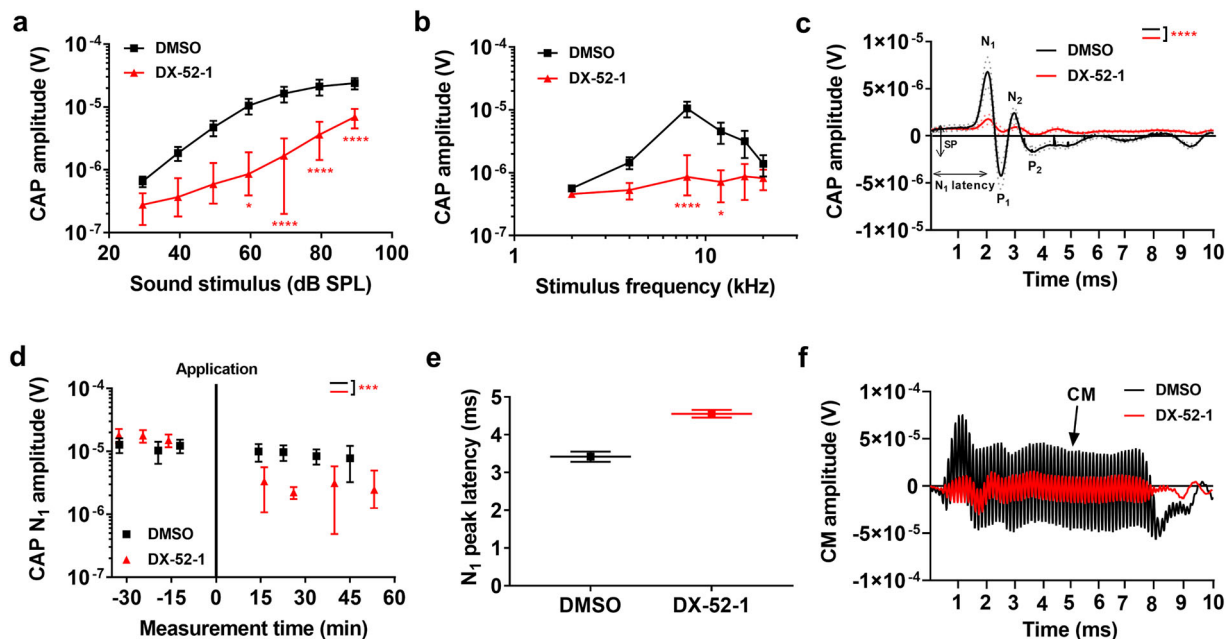 a
CAP amplitude (V)
10⁻⁴
10⁻⁵
10⁻⁶
10⁻⁷
DMSO
DX-52-1
*
****
****
****
20 40 60 80 100
Sound stimulus (dB SPL)
b
CAP amplitude (V)
10⁻⁴
10⁻⁵
10⁻⁶
10⁻⁷
DMSO
DX-52-1
****
*
1 10
Stimulus frequency (kHz)
c
CAP amplitude (V)
1×10⁻⁵
5×10⁻⁶
0
-5×10⁻⁶
-1×10⁻⁵
N₁
N₂
P₁
P₂
SP
N₁ latency
DMSO
DX-52-1
****
1 2 3 4 5 6 7 8 9 10
Time (ms)
d
Application
CAP N₁ amplitude (V)
10⁻³
10⁻⁴
10⁻⁵
10⁻⁶
10⁻⁷
***
DMSO
DX-52-1
-30 -15 0 15 30 45 60
Measurement time (min)
e
N₁ peak latency (ms)
5
4
3
2
1
0
DMSO DX-52-1
f
CM amplitude (V)
1×10⁻⁴
5×10⁻⁵
0
-5×10⁻⁵
-1×10⁻⁴
CM
DMSO
DX-52-1
1 2 3 4 5 6 7 8 9 10
Time (ms)